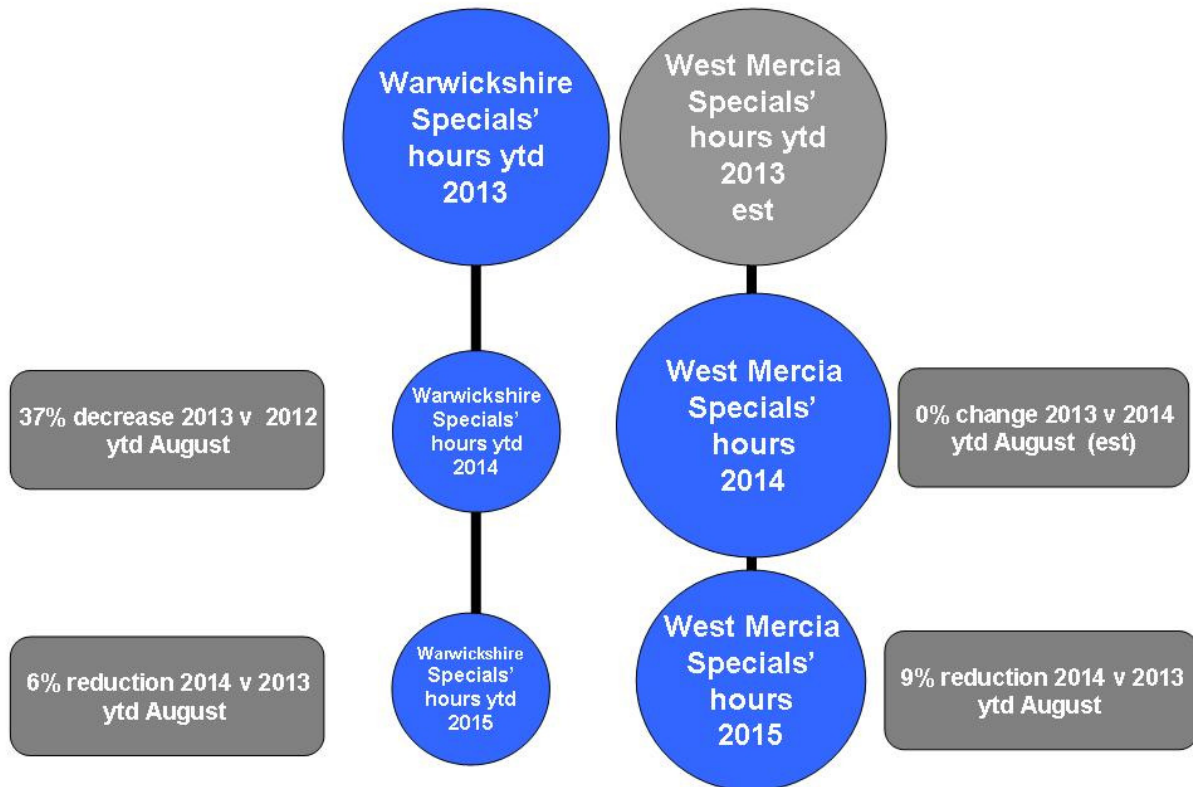 Warwickshire
Specials’
hours ytd
2013
West Mercia
Specials’
hours ytd
2013
est
37% decrease 2013 v 2012
ytd August
Warwickshire
Specials’
hours ytd
2014
West Mercia
Specials’
hours
2014
0% change 2013 v 2014
ytd August (est)
6% reduction 2014 v 2013
ytd August
Warwickshire
Specials’
hours ytd
2015
West Mercia
Specials’
hours
2015
9% reduction 2014 v 2013
ytd August